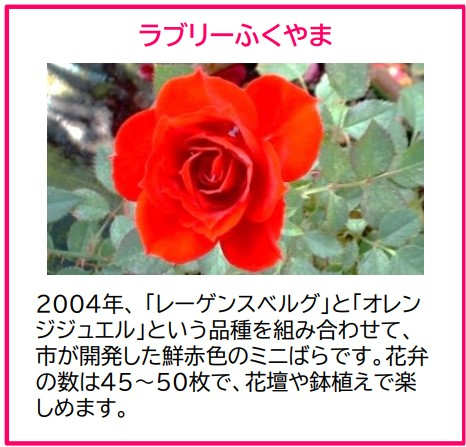 ラブリーふくやま
2004年、「レーゲンスベルグ」と「オレン
ジジュエル」という品種を組み合わせて、
市が開発した鮮赤色のミニばらです。花弁
の数は45～50枚で、花壇や鉢植えで楽
しめます。